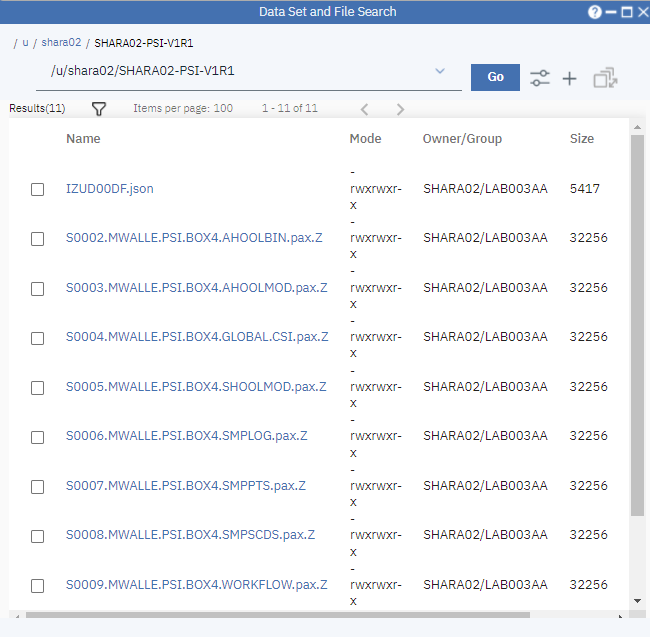 Data Set and File Search
/ u / shara02 / SHARA02-PSI-V1R1
/u/shara02/SHARA02-PSI-V1R1
Go
Results(11) Items per page: 100 1 - 11 of 11
Name Mode Owner/Group Size
IZUD00DF.json -rwxrwxr-x SHARA02/LAB003AA 5417
S0002.MWALLE.PSI.BOX4.AHOOLBIN.pax.Z -rwxrwxr-x SHARA02/LAB003AA 32256
S0003.MWALLE.PSI.BOX4.AHOOLMOD.pax.Z -rwxrwxr-x SHARA02/LAB003AA 32256
S0004.MWALLE.PSI.BOX4.GLOBAL.CSI.pax.Z -rwxrwxr-x SHARA02/LAB003AA 32256
S0005.MWALLE.PSI.BOX4.SHOOLMOD.pax.Z -rwxrwxr-x SHARA02/LAB003AA 32256
S0006.MWALLE.PSI.BOX4.SMPLOG.pax.Z -rwxrwxr-x SHARA02/LAB003AA 32256
S0007.MWALLE.PSI.BOX4.SMPPTS.pax.Z -rwxrwxr-x SHARA02/LAB003AA 32256
S0008.MWALLE.PSI.BOX4.SMPSCDS.pax.Z -rwxrwxr-x SHARA02/LAB003AA 32256
S0009.MWALLE.PSI.BOX4.WORKFLOW.pax.Z -rwxrwxr-x SHARA02/LAB003AA 32256